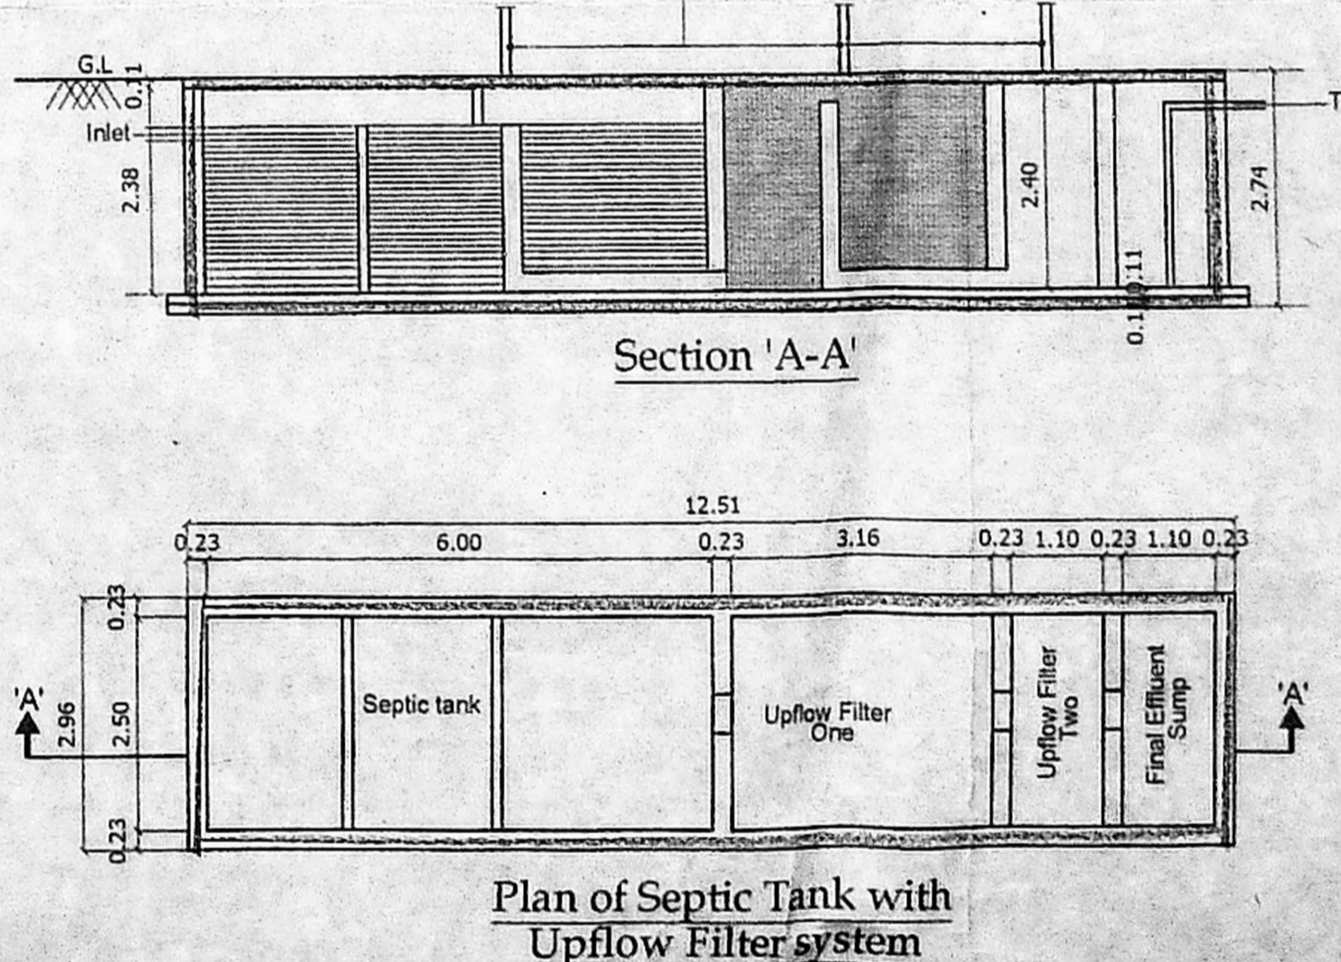 G.L
0.11
Inlet
2.38
2.40
2.74
T
0.11
Section 'A-A'
12.51
0.23 6.00 0.23 3.16 0.23 1.10 0.23 1.10 0.23
0.23
2.96
2.50
0.23
'A'
Septic tank
Upflow Filter
One
Upflow Filter
Two
Final Effluent
Sump
'A'
Plan of Septic Tank with
Upflow Filter system